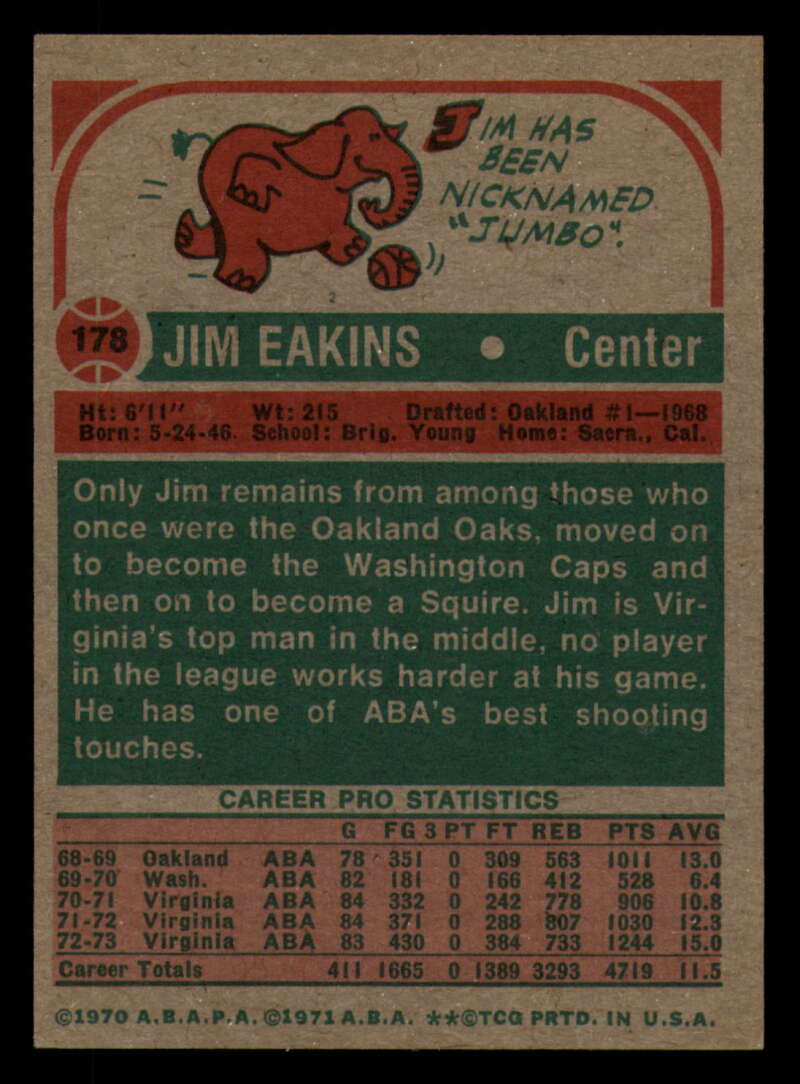 JIM HAS
BEEN
NICKNAMED
"JUMBO".
2
178 JIM EAKINS • Center
Ht: 6'11" Wt: 215 Drafted: Oakland #1—1968
Born: 5-24-46 School: Brig. Young Home: Sacra., Cal.
Only Jim remains from among those who
once were the Oakland Oaks, moved on
to become the Washington Caps and
then on to become a Squire. Jim is Vir-
ginia's top man in the middle, no player
in the league works harder at his game.
He has one of ABA's best shooting
touches.
CAREER PRO STATISTICS
G FG 3 PT FT REB PTS AVG
68-69 Oakland ABA 78 351 0 309 563 1011 13.0
69-70 Wash. ABA 82 181 0 166 412 528 6.4
70-71 Virginia ABA 84 332 0 242 778 906 10.8
71-72 Virginia ABA 84 371 0 288 807 1030 12.3
72-73 Virginia ABA 83 430 0 384 733 1244 15.0
Career Totals 411 1665 0 1389 3293 4719 11.5
©1970 A.B.A.P.A. ©1971 A.B.A. **©TCG PRTD. IN U.S.A.